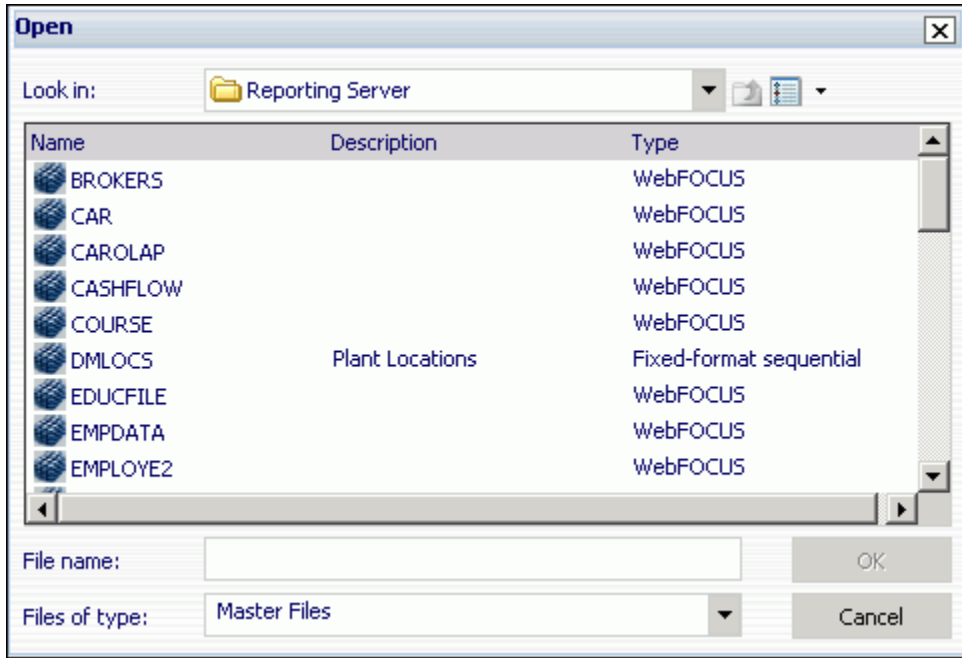 Open
Look in: Reporting Server
Name Description Type
BROKERS WebFOCUS
CAR WebFOCUS
CAROLAP WebFOCUS
CASHFLOW WebFOCUS
COURSE WebFOCUS
DMLOCS Plant Locations Fixed-format sequential
EDUCFILE WebFOCUS
EMPDATA WebFOCUS
EMPLOYE2 WebFOCUS
File name: OK
Files of type: Master Files Cancel